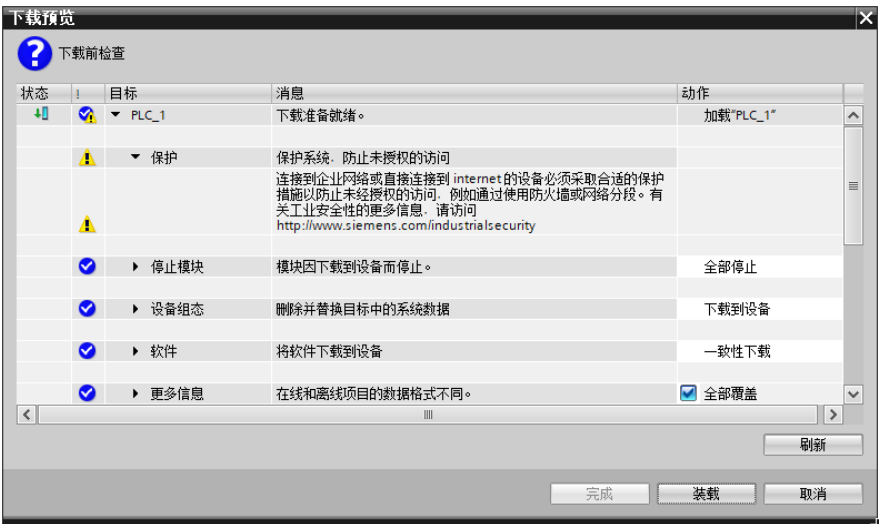 下载预览
下载前检查
状态 ! 目标 消息 动作
PLC_1 下载准备就绪。 加载"PLC_1"
保护 保护系统，防止未授权的访问
连接到企业网络或直接连接到 internet 的设备必须采取合适的保护
措施以防止未经授权的访问，例如通过使用防火墙或网络分段。有
关工业安全性的更多信息，请访问
http://www.siemens.com/industrialsecurity
停止模块 模块因下载到设备而停止。 全部停止
设备组态 删除并替换目标中的系统数据 下载到设备
软件 将软件下载到设备 一致性下载
更多信息 在线和离线项目的数据格式不同。 全部覆盖
刷新
完成 装载 取消